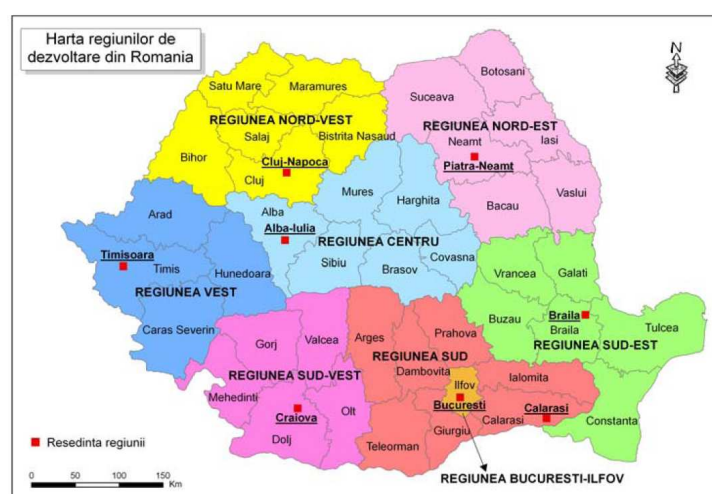 Harta regiunilor de
dezvoltare din Romania
N
Botosani
Satu Mare
Maramures
Suceava
REGIUNEA NORD-VEST
REGIUNEA NORD-EST
Salaj
Bistrita Nasaud
Neamt
Iasi
Bihor
Cluj-Napoca
Piatra-Neamt
Cluj
Mures
Harghita
Vaslui
Bacau
Arad
Alba
Alba-Iulia
REGIUNEA CENTRU
Timisoara
Timis
Hunedoara
Sibiu
Brasov
Covasna
Vrancea
Galati
REGIUNEA VEST
Caras Severin
Buzau
Braila
Braila
Tulcea
Gorj
Valcea
Arges
Prahova
REGIUNEA SUD-EST
REGIUNEA SUD
REGIUNEA SUD-VEST
Dambovita
Ilfov
Ialomita
Mehedinti
Olt
Bucuresti
Calarasi
Craiova
Calarasi
Constanta
Dolj
Giurgiu
Teleorman
Resedinta regiunii
REGIUNEA BUCURESTI-ILFOV
0 50 100 150
Km